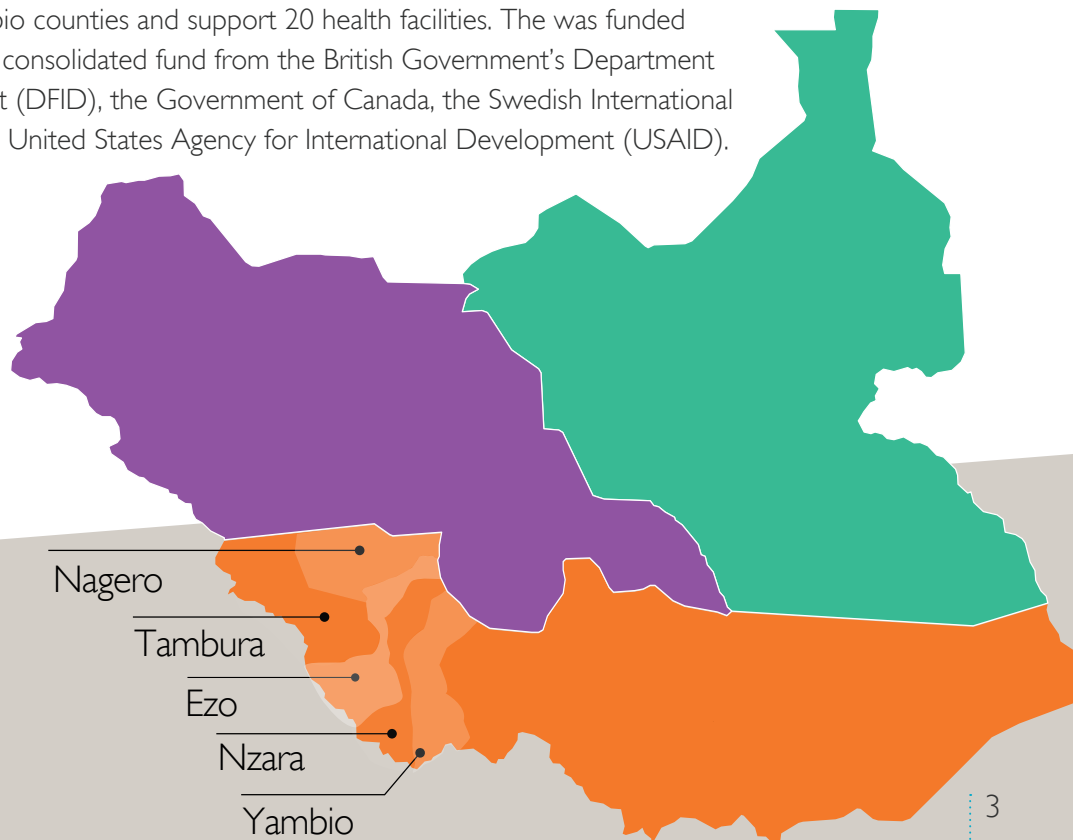 bio counties and support 20 health facilities. The was funded
consolidated fund from the British Government’s Department
t (DFID), the Government of Canada, the Swedish International
United States Agency for International Development (USAID).
Nagero
Tambura
Ezo
Nzara
Yambio
3